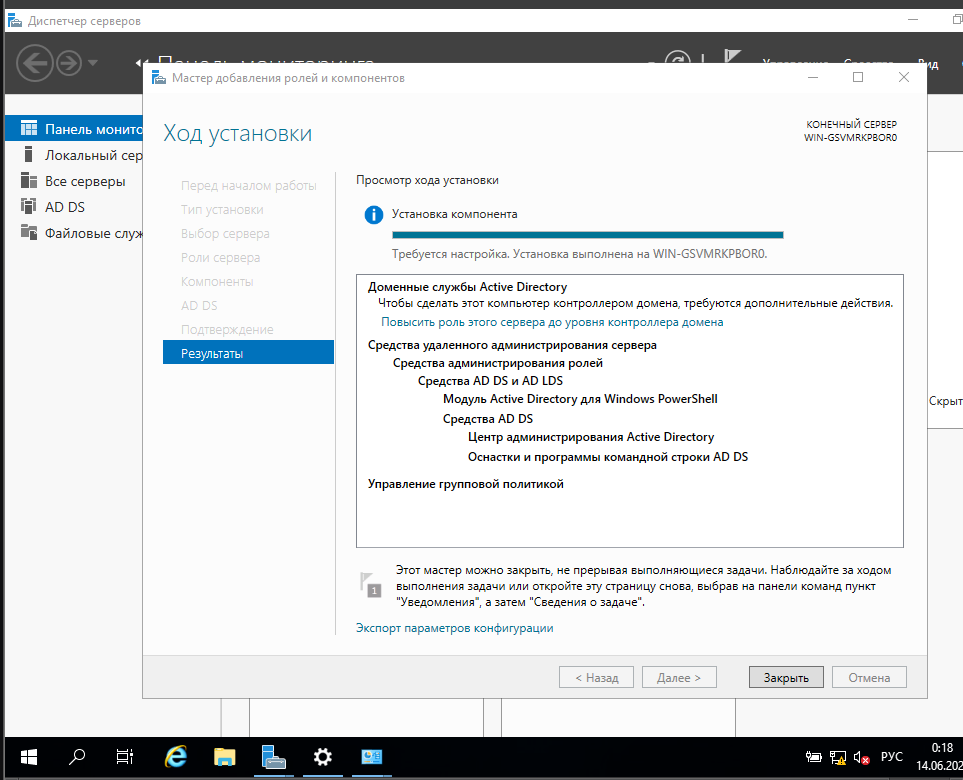 Диспетчер серверов
Панель мониторинга
Управление
Средства
Вид
Мастер добавления ролей и компонентов
Панель монито
Локальный сер
Все серверы
AD DS
Файловые служ
Ход установки
КОНЕЧНЫЙ СЕРВЕР
WIN-GSVMRKPBOR0
Перед началом работы
Тип установки
Выбор сервера
Роли сервера
Компоненты
AD DS
Подтверждение
Результаты
Просмотр хода установки
Установка компонента
Требуется настройка. Установка выполнена на WIN-GSVMRKPBOR0.
Доменные службы Active Directory
Чтобы сделать этот компьютер контроллером домена, требуются дополнительные действия.
Повысить роль этого сервера до уровня контроллера домена
Средства удаленного администрирования сервера
Средства администрирования ролей
Средства AD DS и AD LDS
Модуль Active Directory для Windows PowerShell
Средства AD DS
Центр администрирования Active Directory
Оснастки и программы командной строки AD DS
Управление групповой политикой
Скрыт
1
Этот мастер можно закрыть, не прерывая выполняющиеся задачи. Наблюдайте за ходом
выполнения задачи или откройте эту страницу снова, выбрав на панели команд пункт
"Уведомления", а затем "Сведения о задаче".
Экспорт параметров конфигурации
< Назад
Далее >
Закрыть
Отмена
РУС
0:18
14.06.202